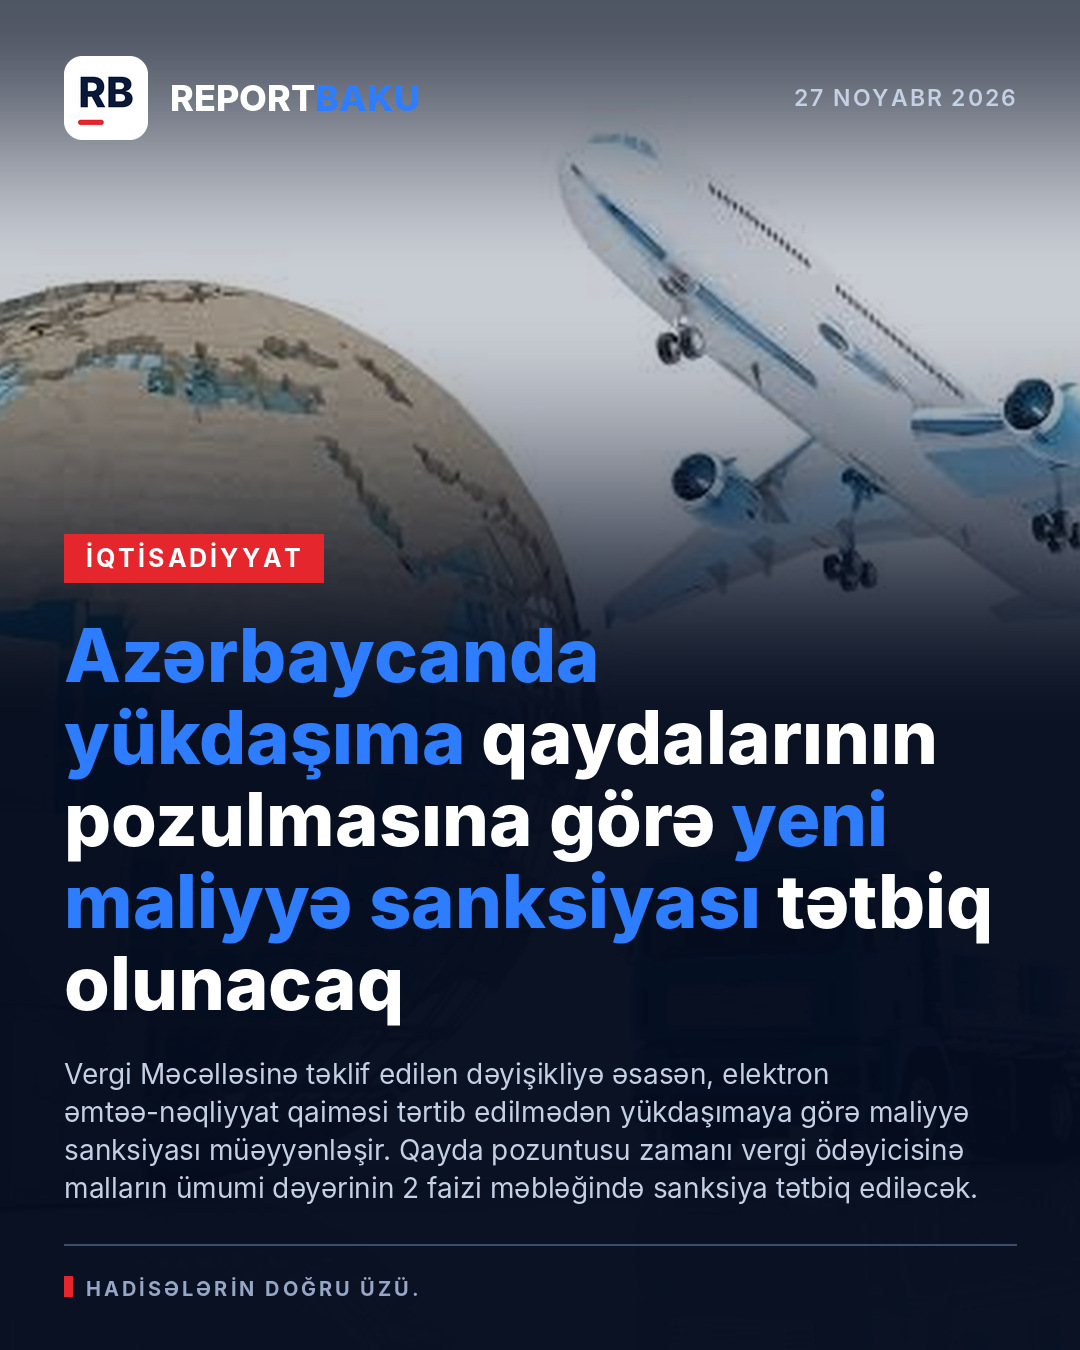 RB
REPORTBAKU
27 NOYABR 2026
İQTİSADİYYAT
Azərbaycanda
yükdaşıma qaydalarının
pozulmasına görə yeni
maliyyə sanksiyası tətbiq
olunacaq
Vergi Məcəlləsinə təklif edilən dəyişikliyə əsasən, elektron
əmtəə-nəqliyyat qaiməsi tərtib edilmədən yükdaşımaya görə maliyyə
sanksiyası müəyyənləşir. Qayda pozuntusu zamanı vergi ödəyicisinə
malların ümumi dəyərinin 2 faizi məbləğində sanksiya tətbiq ediləcək.
HADİSƏLƏRİN DOĞRU ÜZÜ.